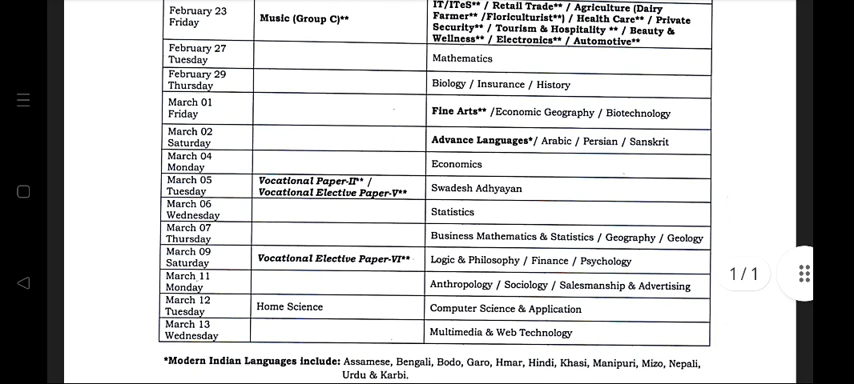 IT/ITeS** / Retail Trade** / Agriculture (Dairy
February 23
Friday
Music (Group C)**
Farmer** /Floriculturist**) / Health Care** / Private
Security** / Tourism & Hospitality ** / Beauty &
Wellness** / Electronics** / Automotive**
February 27
Tuesday
Mathematics
February 29
Thursday
Biology / Insurance / History
March 01
Friday
Fine Arts** /Economic Geography / Biotechnology
March 02
Saturday
Advance Languages*/ Arabic / Persian / Sanskrit
March 04
Monday
Economics
March 05
Tuesday
Vocational Paper-II** /
Vocational Elective Paper-V**
Swadesh Adhyayan
March 06
Wednesday
Statistics
March 07
Thursday
Business Mathematics & Statistics / Geography / Geology
March 09
Saturday
Vocational Elective Paper-VI**
Logic & Philosophy / Finance / Psychology
March 11
Monday
Anthropology / Sociology / Salesmanship & Advertising
March 12
Tuesday
Home Science
Computer Science & Application
March 13
Wednesday
Multimedia & Web Technology
*Modern Indian Languages include: Assamese, Bengali, Bodo, Garo, Hmar, Hindi, Khasi, Manipuri, Mizo, Nepali,
Urdu & Karbi.
1/1